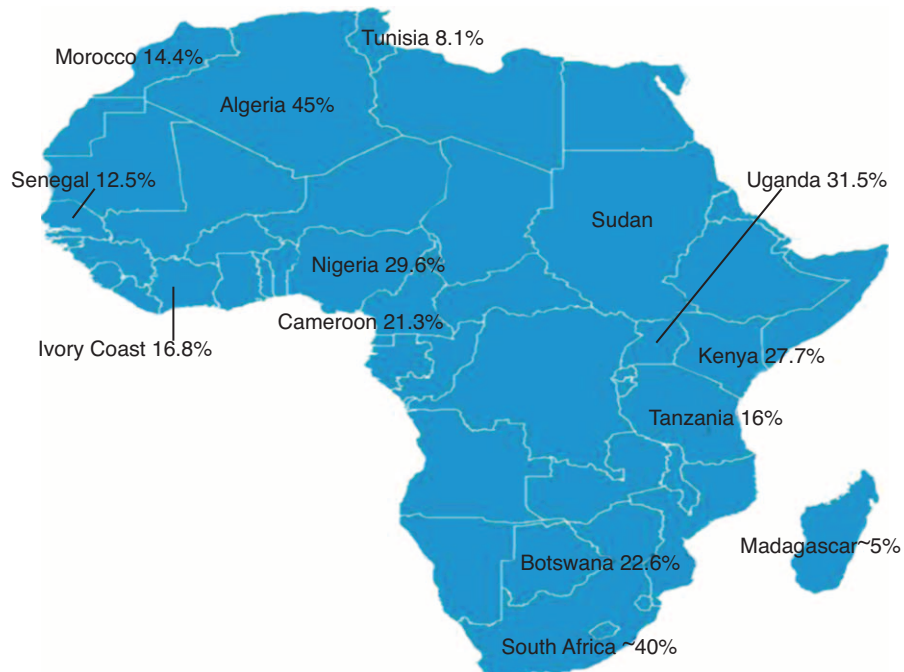 Tunisia 8.1%
Morocco 14.4%
Algeria 45%
Senegal 12.5%
Uganda 31.5%
Sudan
Nigeria 29.6%
Cameroon 21.3%
Ivory Coast 16.8%
Kenya 27.7%
Tanzania 16%
Madagascar~5%
Botswana 22.6%
South Africa ~40%